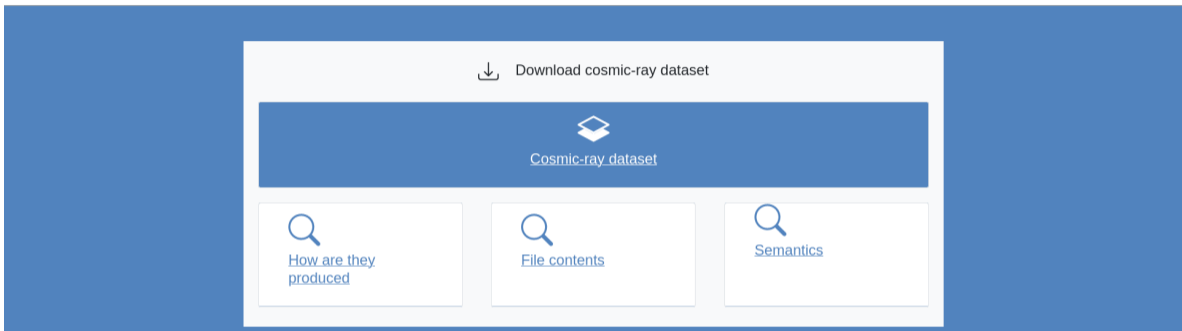 Download cosmic-ray dataset
Cosmic-ray dataset
How are they
produced
File contents
Semantics